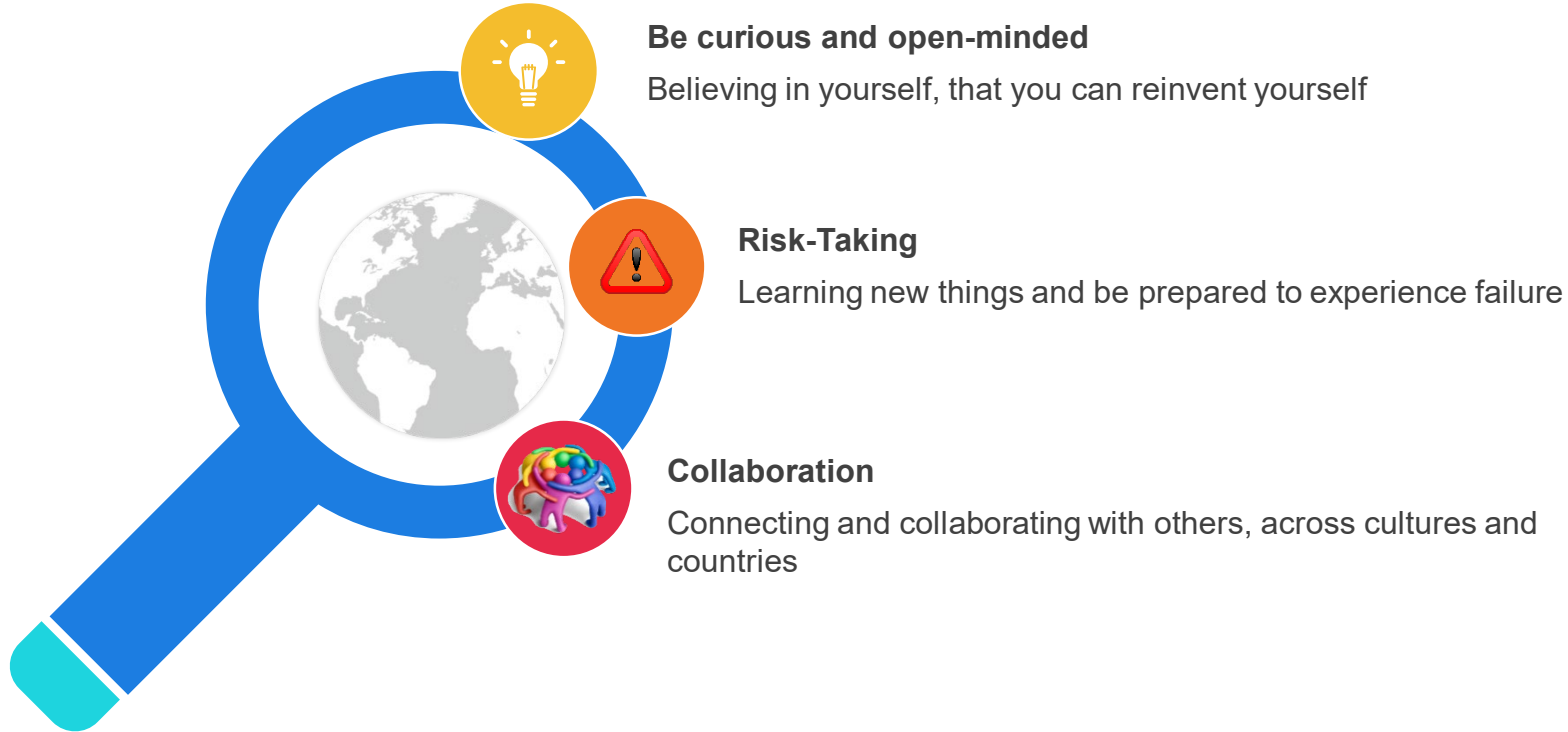 Be curious and open-minded
Believing in yourself, that you can reinvent yourself
Risk-Taking
Learning new things and be prepared to experience failure
Collaboration
Connecting and collaborating with others, across cultures and
countries